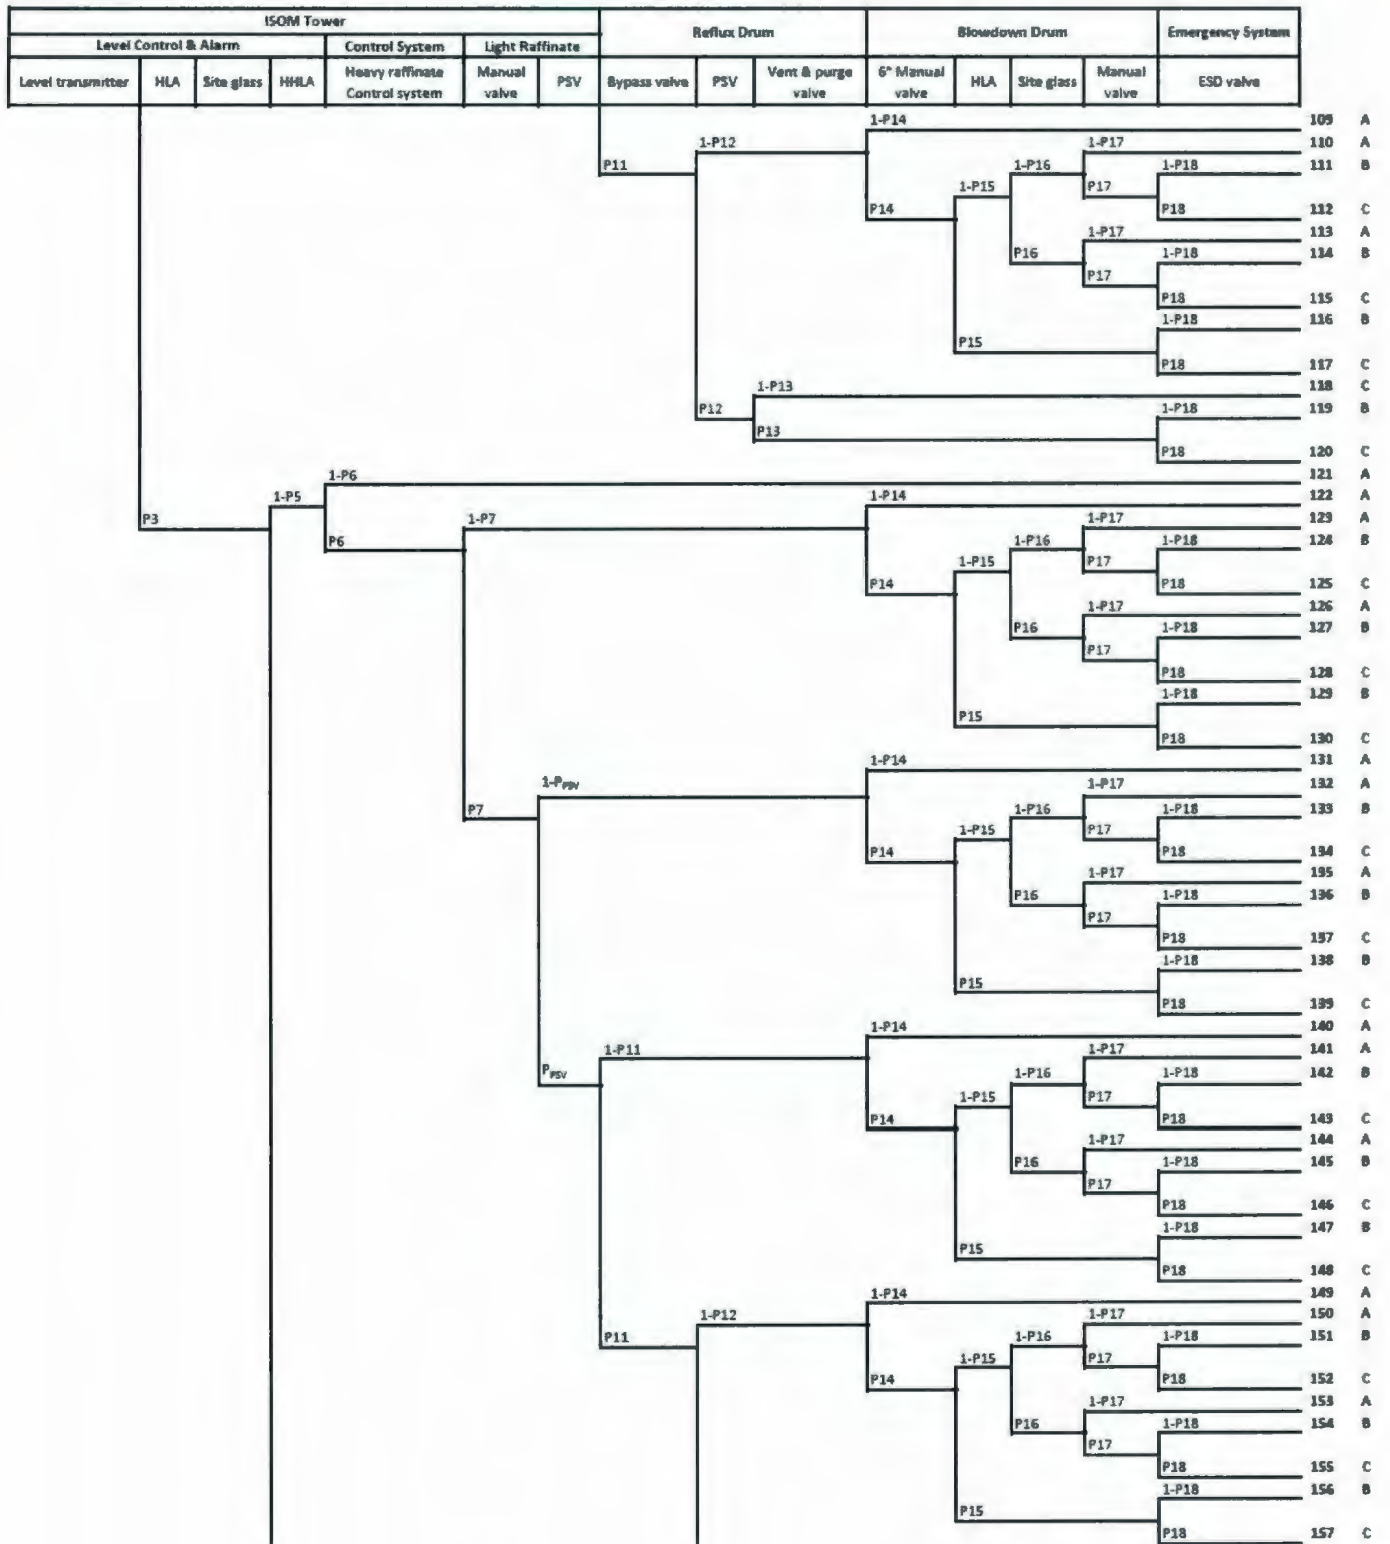 ISOM Tower Reflux Drum Blowdown Drum Emergency System
Level Control & Alarm Control System Light Raffinate
Level transmitter HLA Site glass HHLA Heavy raffinate Control system Manual valve PSV Bypass valve PSV Vent & purge valve 6" Manual valve HLA Site glass Manual valve ESD valve
1-P14 109 A
1-P12 1-P17 110 A
P11 1-P16 1-P18 111 B
1-P15 P17
P14 P18 112 C
1-P17 113 A
P16 1-P18 114 B
P17
P18 115 C
1-P18 116 B
P15
P18 117 C
1-P13 118 C
P12 1-P18 119 B
P13
P18 120 C
1-P6 121 A
1-P5 1-P14 122 A
P3 1-P7 1-P17 123 A
P6 1-P16 1-P18 124 B
1-P15 P17
P14 P18 125 C
1-P17 126 A
P16 1-P18 127 B
P17
P18 128 C
1-P18 129 B
P15
P18 130 C
1-P14 131 A
1-PPSV 1-P17 132 A
P7 1-P16 1-P18 133 B
1-P15 P17
P14 P18 134 C
1-P17 135 A
P16 1-P18 136 B
P17
P18 137 C
1-P18 138 B
P15
P18 139 C
1-P14 140 A
1-P11 1-P17 141 A
PPSV 1-P16 1-P18 142 B
1-P15 P17
P14 P18 143 C
1-P17 144 A
P16 1-P18 145 B
P17
P18 146 C
1-P18 147 B
P15
P18 148 C
1-P14 149 A
1-P12 1-P17 150 A
P11 1-P16 1-P18 151 B
1-P15 P17
P14 P18 152 C
1-P17 153 A
P16 1-P18 154 B
P17
P18 155 C
1-P18 156 B
P15
P18 157 C